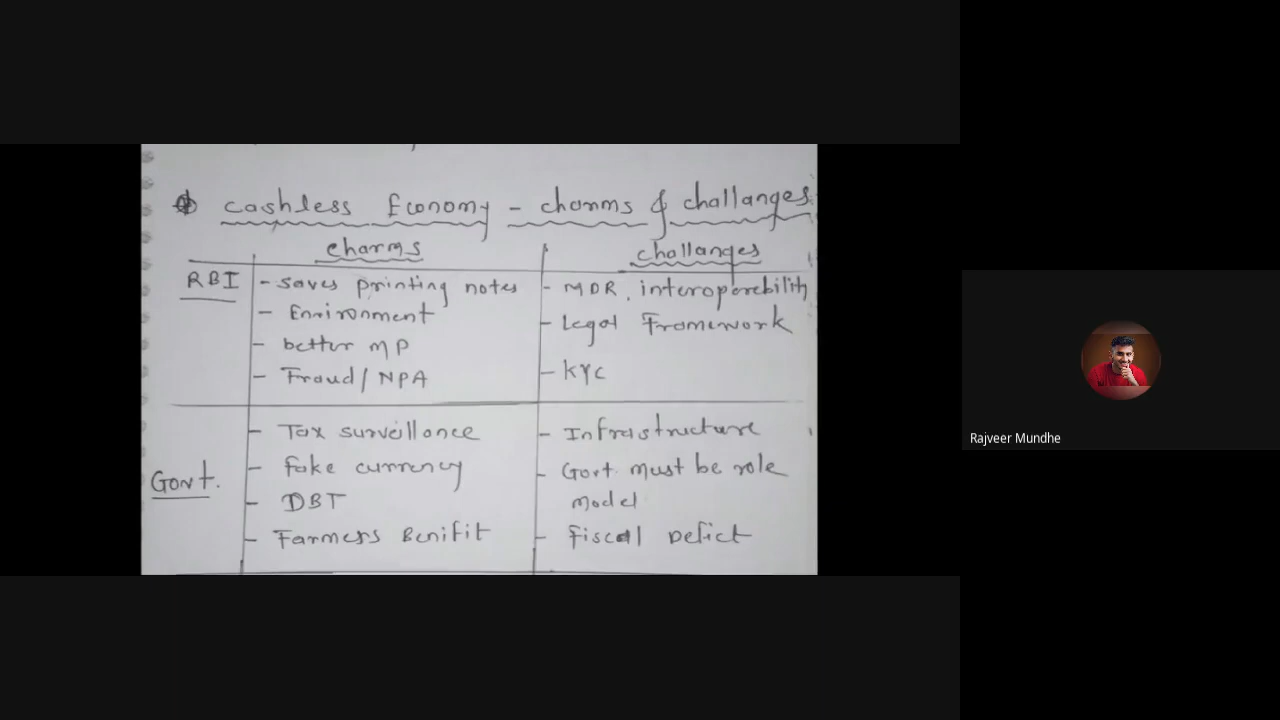 cashless Economy - charms & challanges
charms challanges
RBI - saves printing notes - MDR, interoperebility
- Environment - Legal Framework
- better MP
- Fraud/NPA - KYC
- Tax surveillance - Infrastructure
- fake currency - Govt. must be role
Govt.
- DBT model
- Farmers Benifit - Fiscal Defict
Rajveer Mundhe